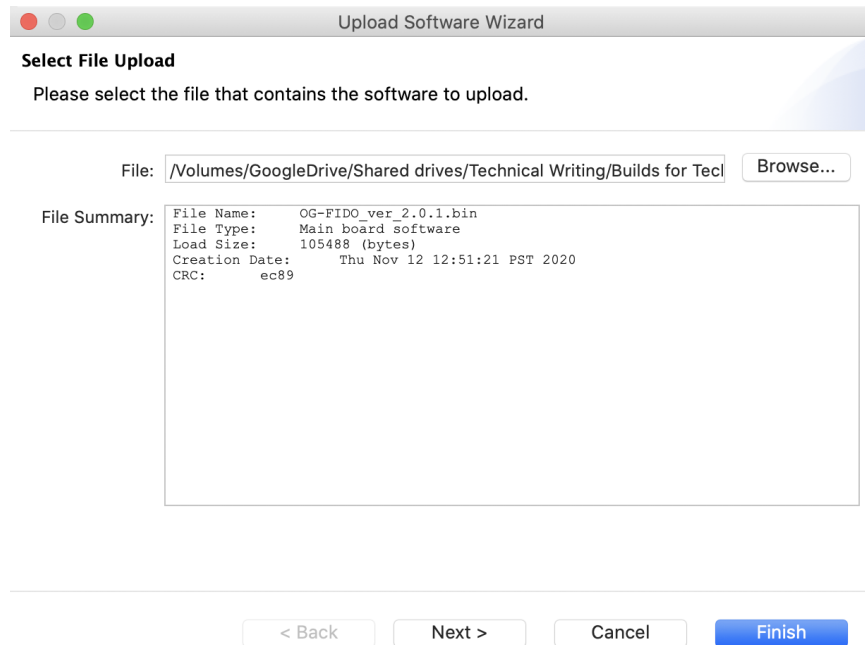 Upload Software Wizard
Select File Upload
Please select the file that contains the software to upload.
File: /Volumes/GoogleDrive/Shared drives/Technical Writing/Builds for Tecl Browse...
File Summary:
File Name: OG-FIDO_ver_2.0.1.bin
File Type: Main board software
Load Size: 105488 (bytes)
Creation Date: Thu Nov 12 12:51:21 PST 2020
CRC: ec89
< Back Next > Cancel Finish